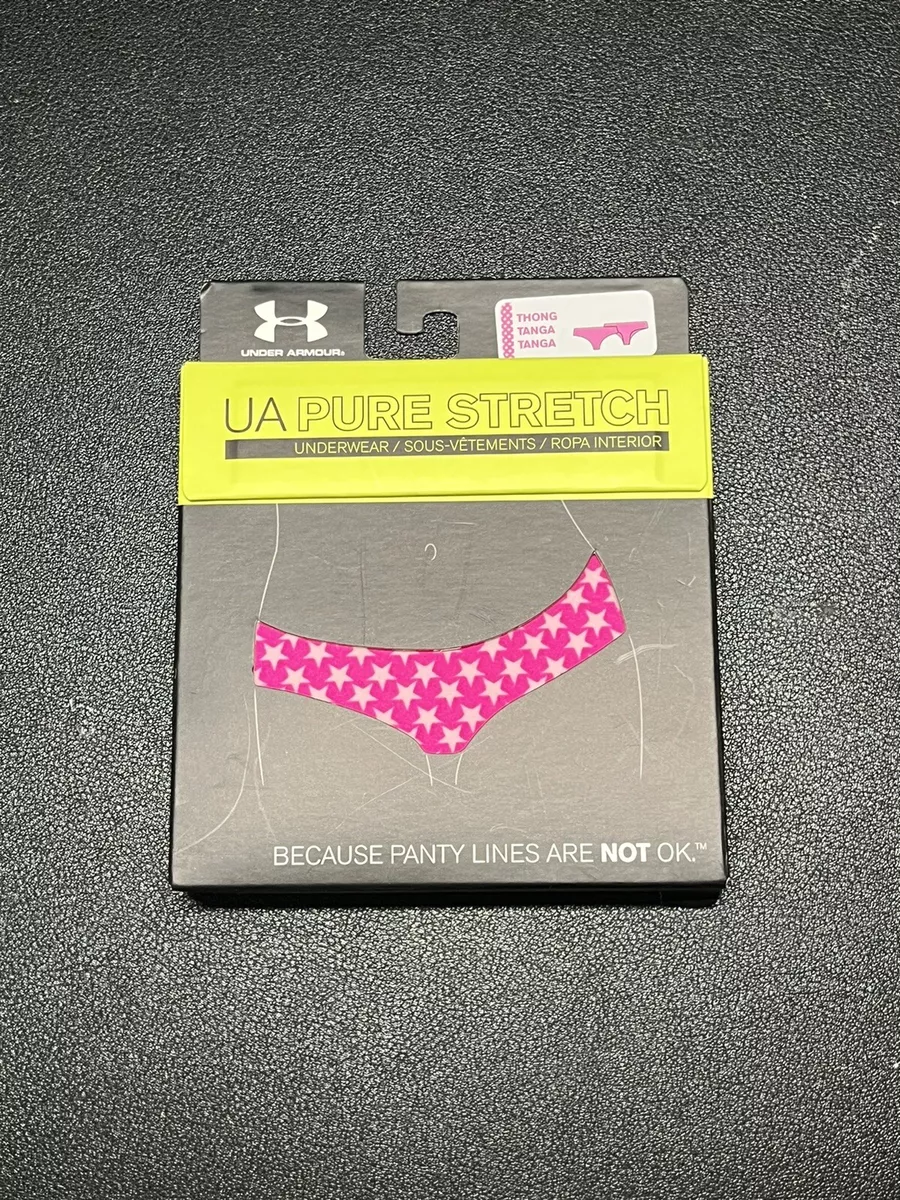 UNDER ARMOUR®
THONG
TANGA
TANGA
UA PURE STRETCH
UNDERWEAR / SOUS-VÊTEMENTS / ROPA INTERIOR
BECAUSE PANTY LINES ARE NOT OK.™